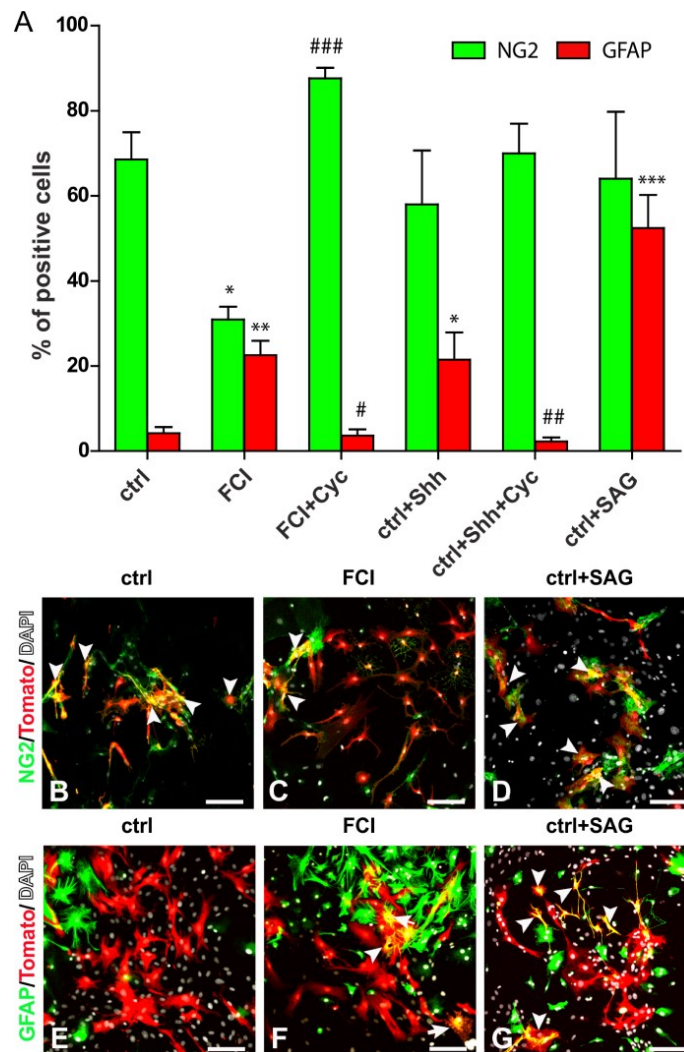 A
100
80
60
40
20
0
% of positive cells
NG2 GFAP
* ** ### # * ## ***
ctrl FCI FCI+Cyc ctrl+Shh ctrl+Shh+Cyc ctrl+SAG
ctrl FCI ctrl+SAG
NG2/Tomato/DAPI
B C D
ctrl FCI ctrl+SAG
GFAP/Tomato/DAPI
E F G